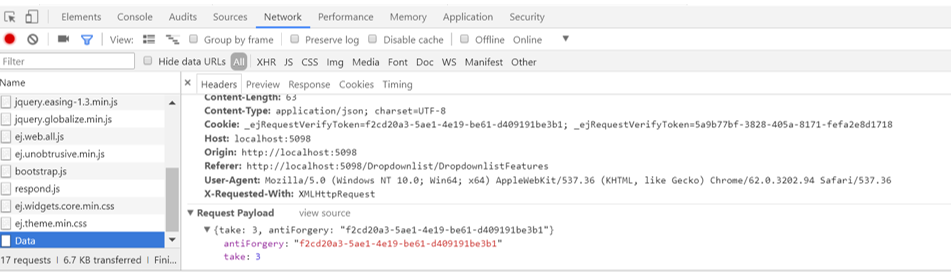 Elements Console Audits Sources Network Performance Memory Application Security
View: Group by frame Preserve log Disable cache Offline Online
Filter Hide data URLs All XHR JS CSS Img Media Font Doc WS Manifest Other
Name
jquery.easing-1.3.min.js
jquery.globalize.min.js
ej.web.all.js
ej.unobtrusive.min.js
bootstrap.js
respond.js
ej.widgets.core.min.css
ej.theme.min.css
Data
17 requests | 6.7 KB transferred | Fini...
× Headers Preview Response Cookies Timing
Content-Length: 63
Content-Type: application/json; charset=UTF-8
Cookie: _ejRequestVerifyToken=f2cd20a3-5ae1-4e19-be61-d409191be3b1; _ejRequestVerifyToken=5a9b77bf-3828-405a-8171-fefa2e8d1718
Host: localhost:5098
Origin: http://localhost:5098
Referer: http://localhost:5098/Dropdownlist/DropdownlistFeatures
User-Agent: Mozilla/5.0 (Windows NT 10.0; Win64; x64) AppleWebKit/537.36 (KHTML, like Gecko) Chrome/62.0.3202.94 Safari/537.36
X-Requested-With: XMLHttpRequest
Request Payload view source
{take: 3, antiForgery: "f2cd20a3-5ae1-4e19-be61-d409191be3b1"}
antiForgery: "f2cd20a3-5ae1-4e19-be61-d409191be3b1"
take: 3